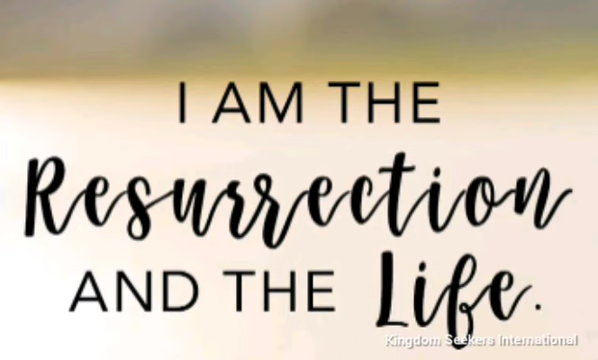 I AM THE
Resurrection
AND THE Life.
Kingdom Seekers International